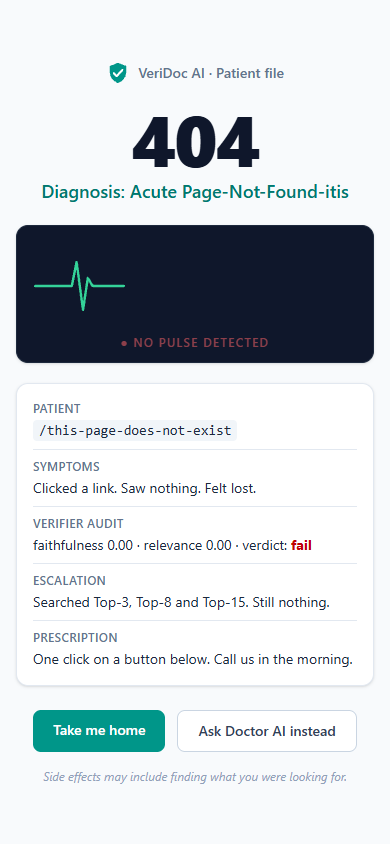 VeriDoc AI · Patient file
404
Diagnosis: Acute Page-Not-Found-itis
● NO PULSE DETECTED
PATIENT
/this-page-does-not-exist
SYMPTOMS
Clicked a link. Saw nothing. Felt lost.
VERIFIER AUDIT
faithfulness 0.00 · relevance 0.00 · verdict: fail
ESCALATION
Searched Top-3, Top-8 and Top-15. Still nothing.
PRESCRIPTION
One click on a button below. Call us in the morning.
Take me home
Ask Doctor AI instead
Side effects may include finding what you were looking for.